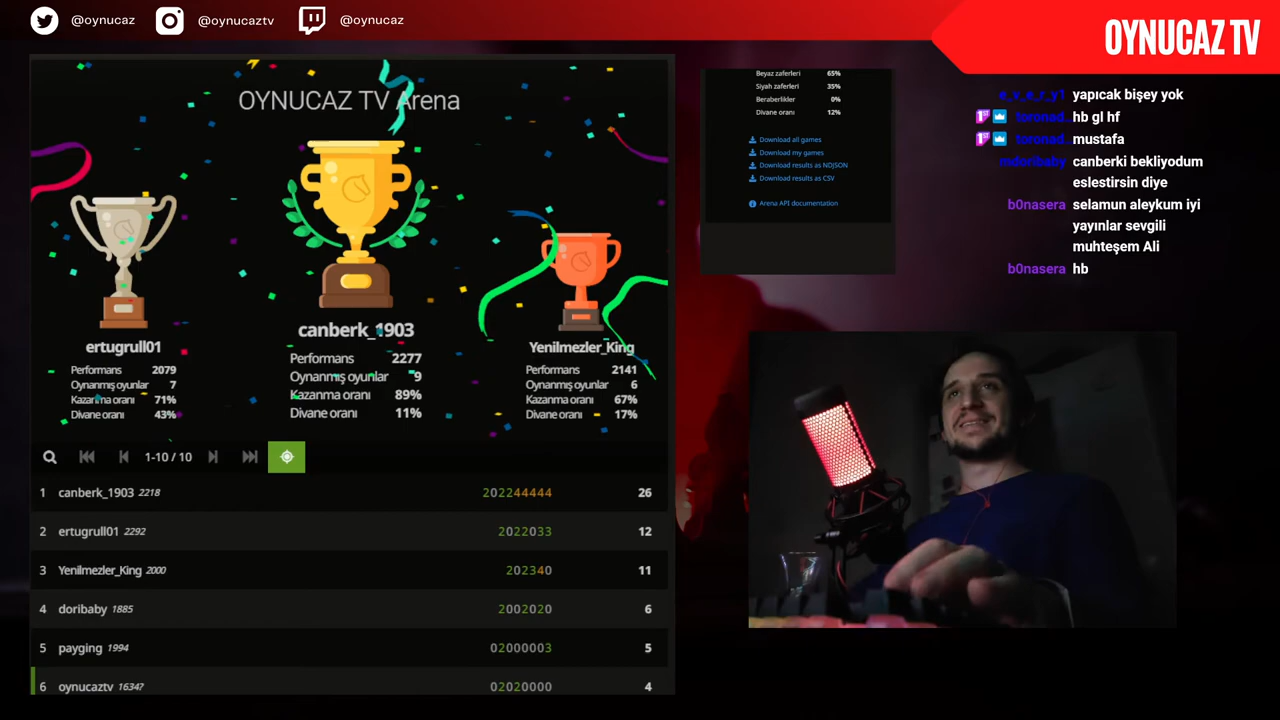 @oynucaz
@oynucaztv
@oynucaz
OYNUCAZ TV
OYNUCAZ TV Arena
ertugrull01
Performans 2079
Oynanmış oyunlar 7
Kazanma oranı 71%
Divane oranı 43%
canberk_1903
Performans 2277
Oynanmış oyunlar 9
Kazanma oranı 89%
Divane oranı 11%
Yenilmezler_King
Performans 2141
Oynanmış oyunlar 6
Kazanma oranı 67%
Divane oranı 17%
1-10 / 10
1 canberk_1903 2218 202244444 26
2 ertugrull01 2292 2022033 12
3 Yenilmezler_King 2000 202340 11
4 doribaby 1885 2002020 6
5 payging 1994 02000003 5
6 oynucaztv 1634? 02020000 4
Beyaz zaferleri 65%
Siyah zaferleri 35%
Beraberlikler 0%
Divane oranı 12%
Download all games
Download my games
Download results as NDJSON
Download results as CSV
Arena API documentation
e_v_e_r_y1 yapıcak bişey yok
toronad.. hb gl hf
toronad.. mustafa
mdoribaby canberki bekliyodum
eslestirsin diye
b0nasera selamun aleykum iyi
yayınlar sevgili
muhteşem Ali
b0nasera hb